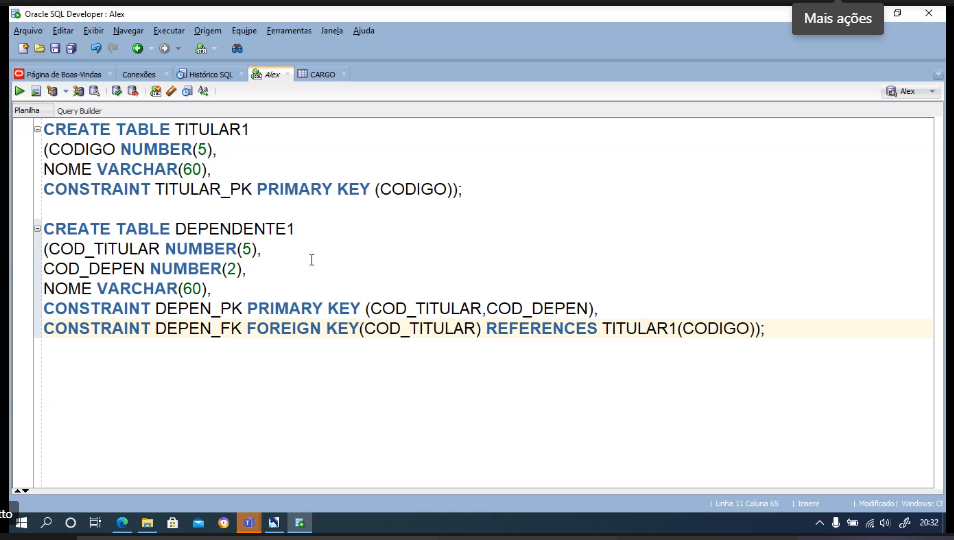 Oracle SQL Developer : Alex
Mais ações
Arquivo Editar Exibir Navegar Executar Origem Equipe Ferramentas Janela Ajuda
Página de Boas-Vindas Conexões Histórico SQL Alex CARGO
Alex
Planilha Query Builder
CREATE TABLE TITULAR1
(CODIGO NUMBER(5),
NOME VARCHAR(60),
CONSTRAINT TITULAR_PK PRIMARY KEY (CODIGO));
CREATE TABLE DEPENDENTE1
(COD_TITULAR NUMBER(5),
COD_DEPEN NUMBER(2),
NOME VARCHAR(60),
CONSTRAINT DEPEN_PK PRIMARY KEY (COD_TITULAR,COD_DEPEN),
CONSTRAINT DEPEN_FK FOREIGN KEY(COD_TITULAR) REFERENCES TITULAR1(CODIGO));
| Linha 11 Coluna 65 | Inserir | Modificado | Windows: C
tto
20:32